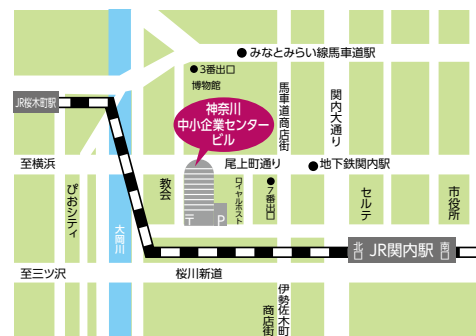 みなとみらい線馬車道駅
3番出口
博物館
JR桜木町駅
神奈川
中小企業センター
ビル
馬車道商店街
関内大通り
至横浜
尾上町通り
地下鉄関内駅
ぴおシティ
大岡川
教会
〒
P
ロイヤルホスト
7番出口
セルテ
市役所
北口
JR関内駅
南口
至三ツ沢
桜川新道
伊勢佐木町
商店街